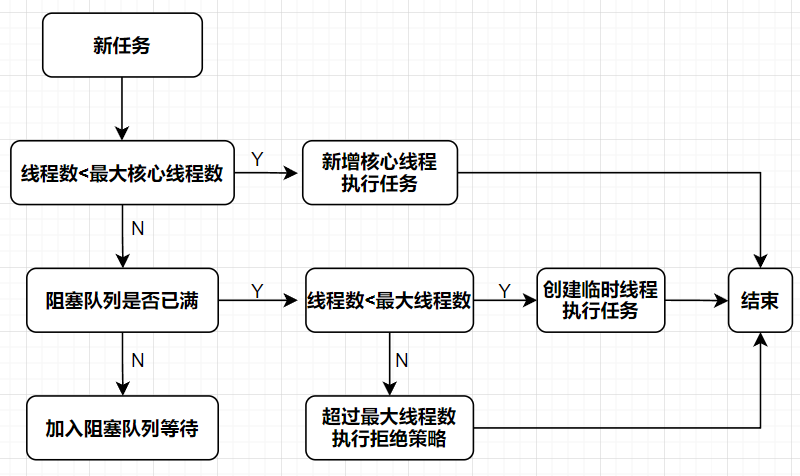 新任务
线程数<最大核心线程数
Y
新增核心线程
执行任务
N
阻塞队列是否已满
Y
线程数<最大线程数
Y
创建临时线程
执行任务
结束
N
N
加入阻塞队列等待
超过最大线程数
执行拒绝策略